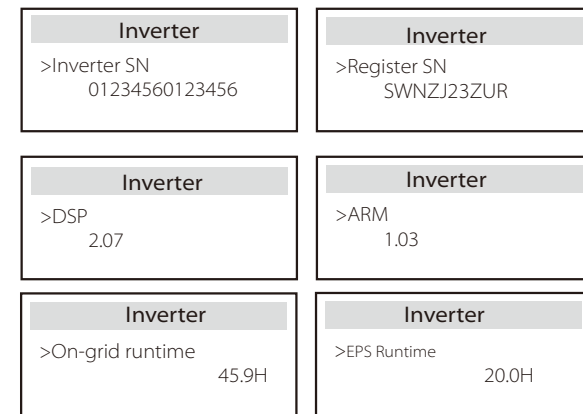 Inverter
>Inverter SN
01234560123456
Inverter
>Register SN
SWNZJ23ZUR
Inverter
>DSP
2.07
Inverter
>ARM
1.03
Inverter
>On-grid runtime
45.9H
Inverter
>EPS Runtime
20.0H